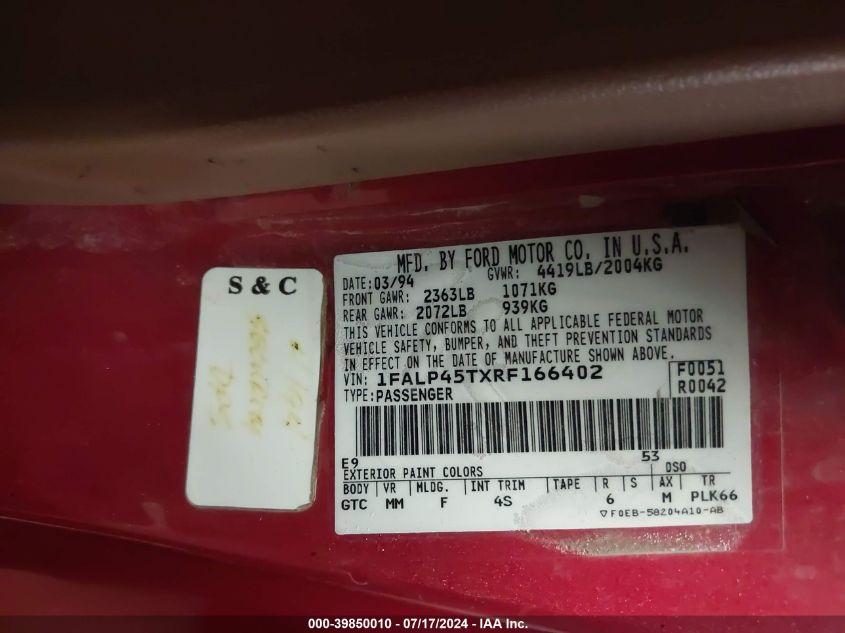 S & C
MFD. BY FORD MOTOR CO. IN U.S.A.
DATE: 03/94 GVWR: 4419LB/2004KG
FRONT GAWR: 2363LB 1071KG
REAR GAWR: 2072LB 939KG
THIS VEHICLE CONFORMS TO ALL APPLICABLE FEDERAL MOTOR
VEHICLE SAFETY, BUMPER, AND THEFT PREVENTION STANDARDS
IN EFFECT ON THE DATE OF MANUFACTURE SHOWN ABOVE.
VIN: 1FALP45TXRF166402 F0051
TYPE: PASSENGER R0042
E9 53
EXTERIOR PAINT COLORS DSO
BODY VR MLDG. INT TRIM TAPE R S AX TR
GTC MM F 4S 6 M PLK66
▽F0EB-58204A10-AB
000-39850010 / 07/17/2024 - IAA Inc.